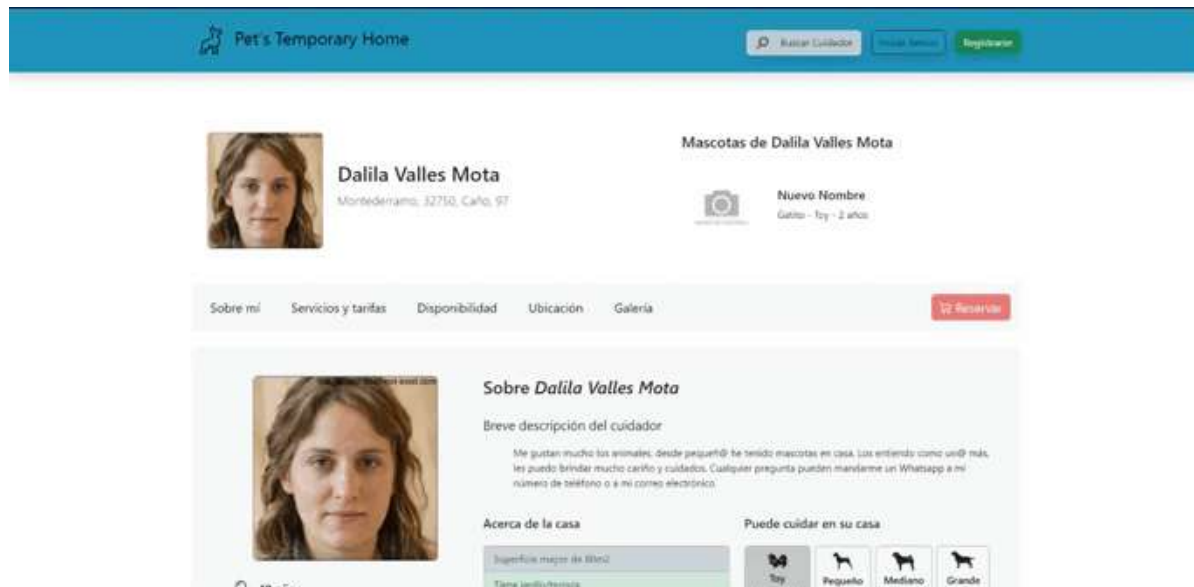 Pet's Temporary Home
Buscar Cuidador
Iniciar Sesión
Registrarse
Dalila Valles Mota
Montederramo, 32750, Caño, 97
Mascotas de Dalila Valles Mota
Nuevo Nombre
Gatito - Toy - 2 años
Sobre mí
Servicios y tarifas
Disponibilidad
Ubicación
Galería
Reservar
Sobre Dalila Valles Mota
Breve descripción del cuidador
Me gustan mucho los animales, desde pequeñ@ he tenido mascotas en casa. Los entiendo como un@ más,
les puedo brindar mucho cariño y cuidados. Cualquier pregunta pueden mandarme un Whatsapp a mi
número de teléfono o a mi correo electrónico.
Acerca de la casa
Puede cuidar en su casa
Superficie mayor de 80m2
Tiene jardín/terraza
Toy
Pequeño
Mediano
Grande